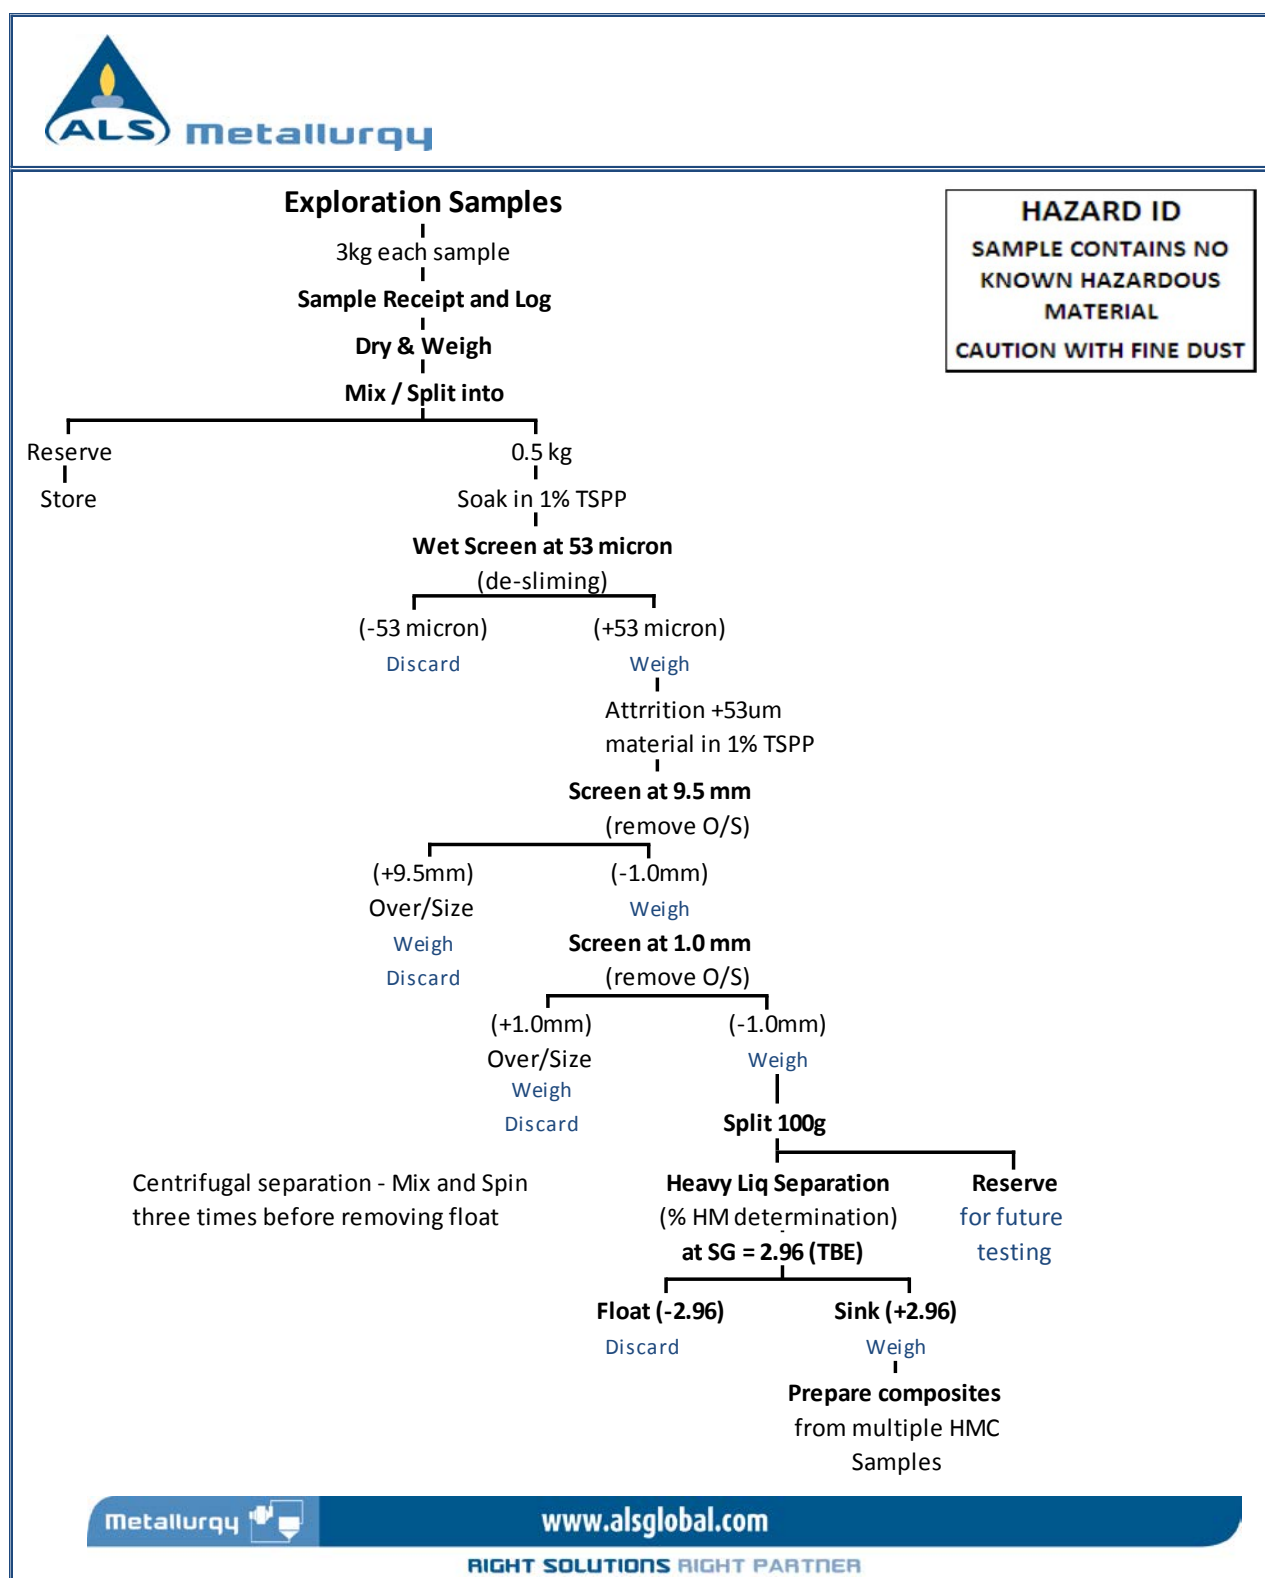 ALS Metallurgy
Exploration Samples
3kg each sample
Sample Receipt and Log
Dry & Weigh
Mix / Split into
HAZARD ID
SAMPLE CONTAINS NO
KNOWN HAZARDOUS
MATERIAL
CAUTION WITH FINE DUST
Reserve
0.5 kg
Store
Soak in 1% TSPP
Wet Screen at 53 micron
(de-sliming)
(-53 micron)
(+53 micron)
Discard
Weigh
Attrrition +53um
material in 1% TSPP
Screen at 9.5 mm
(remove O/S)
(+9.5mm)
(-1.0mm)
Over/Size
Weigh
Weigh
Screen at 1.0 mm
Discard
(remove O/S)
(+1.0mm)
(-1.0mm)
Over/Size
Weigh
Weigh
Discard
Split 100g
Centrifugal separation - Mix and Spin
three times before removing float
Heavy Liq Separation
(% HM determination)
at SG = 2.96 (TBE)
Reserve
for future
testing
Float (-2.96)
Sink (+2.96)
Discard
Weigh
Prepare composites
from multiple HMC
Samples
Metallurgy
www.alsglobal.com
RIGHT SOLUTIONS RIGHT PARTNER